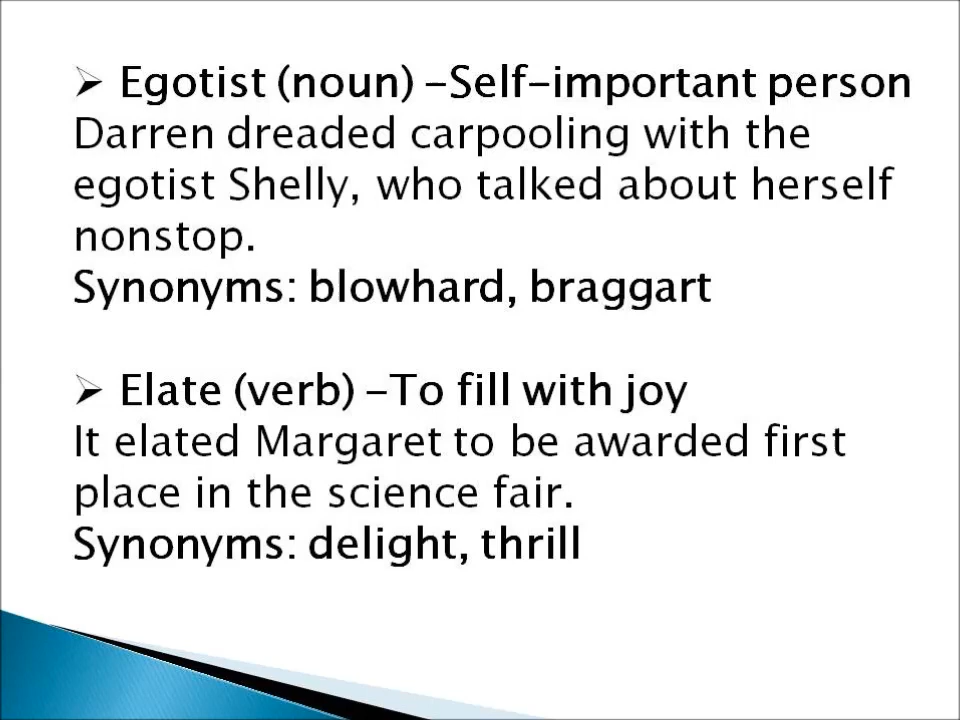 ➢ Egotist (noun) -Self-important person
Darren dreaded carpooling with the
egotist Shelly, who talked about herself
nonstop.
Synonyms: blowhard, braggart
➢ Elate (verb) -To fill with joy
It elated Margaret to be awarded first
place in the science fair.
Synonyms: delight, thrill